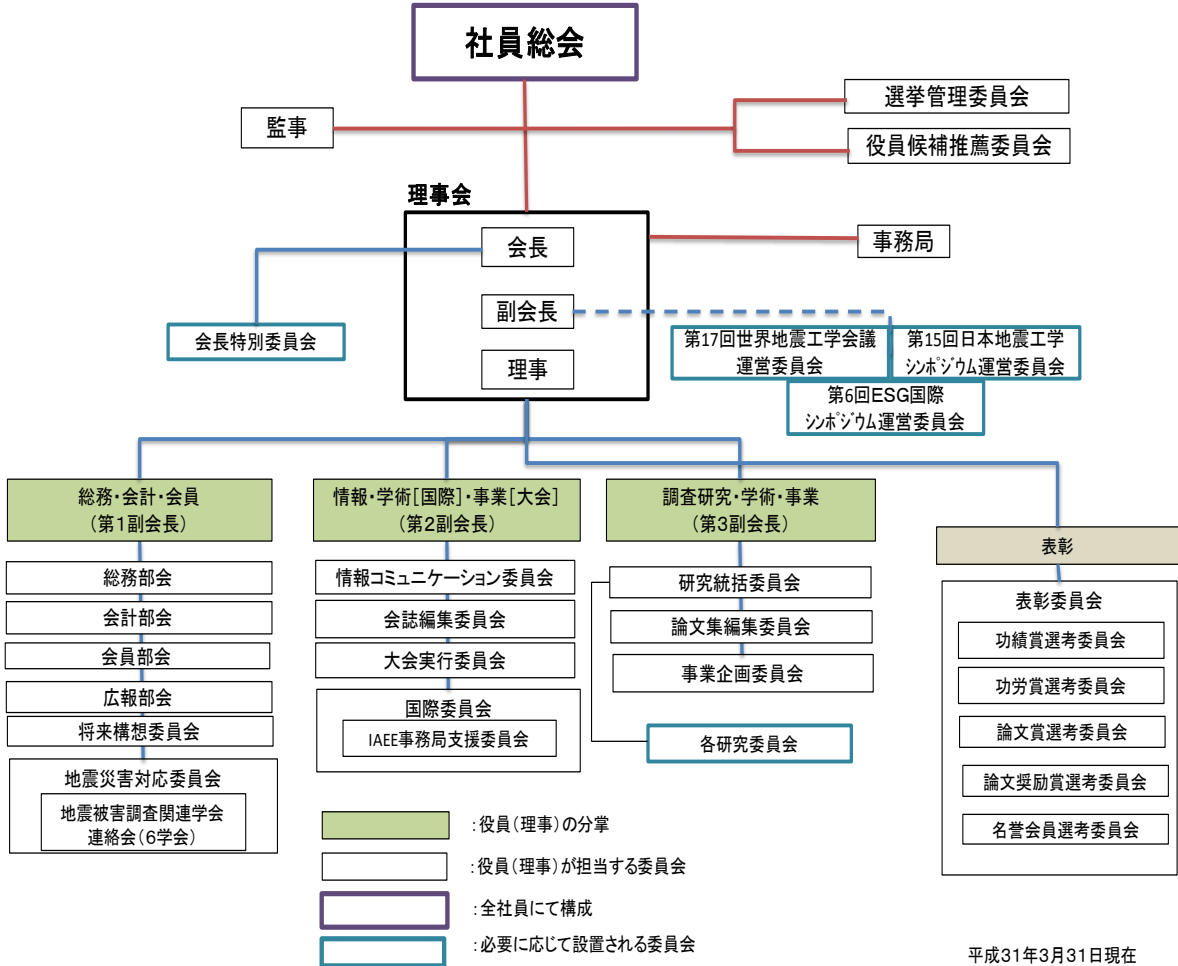 社員総会
監事
選挙管理委員会
役員候補推薦委員会
理事会
会長
副会長
理事
事務局
会長特別委員会
第17回世界地震工学会議
運営委員会
第15回日本地震工学
シンポジウム運営委員会
第6回ESG国際
シンポジウム運営委員会
総務・会計・会員
(第1副会長)
総務部会
会計部会
会員部会
広報部会
将来構想委員会
地震災害対応委員会
地震被害調査関連学会
連絡会(6学会)
情報・学術[国際]・事業[大会]
(第2副会長)
情報コミュニケーション委員会
会誌編集委員会
大会実行委員会
国際委員会
IAEE事務局支援委員会
調査研究・学術・事業
(第3副会長)
研究統括委員会
論文集編集委員会
事業企画委員会
各研究委員会
表彰
表彰委員会
功績賞選考委員会
功労賞選考委員会
論文賞選考委員会
論文奨励賞選考委員会
名誉会員選考委員会
:役員(理事)の分掌
:役員(理事)が担当する委員会
:全社員にて構成
:必要に応じて設置される委員会
平成31年3月31日現在